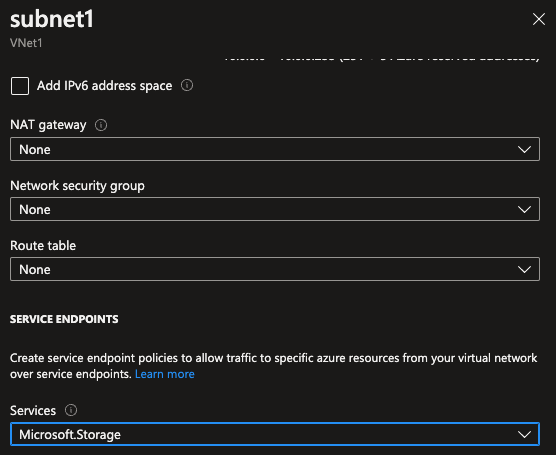 subnet1
VNet1
Add IPv6 address space
NAT gateway
None
Network security group
None
Route table
None
SERVICE ENDPOINTS
Create service endpoint policies to allow traffic to specific azure resources from your virtual network
over service endpoints. Learn more
Services
Microsoft.Storage